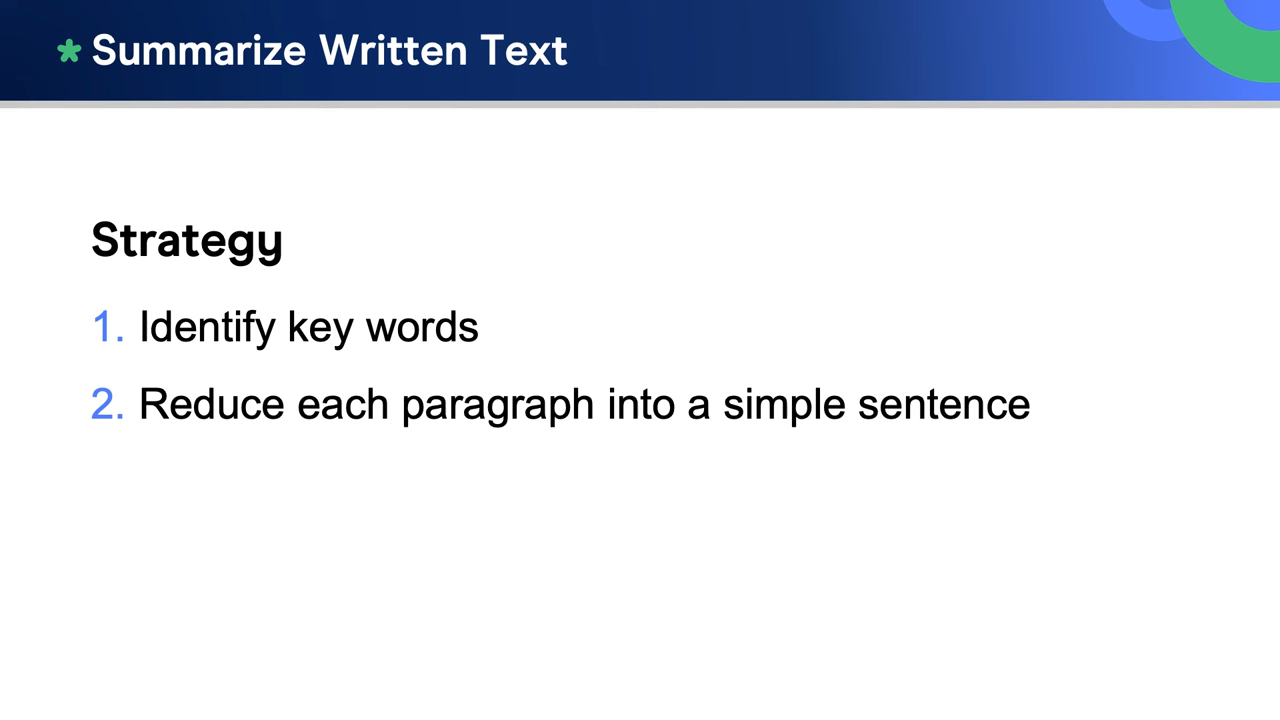 * Summarize Written Text
Strategy
1. Identify key words
2. Reduce each paragraph into a simple sentence